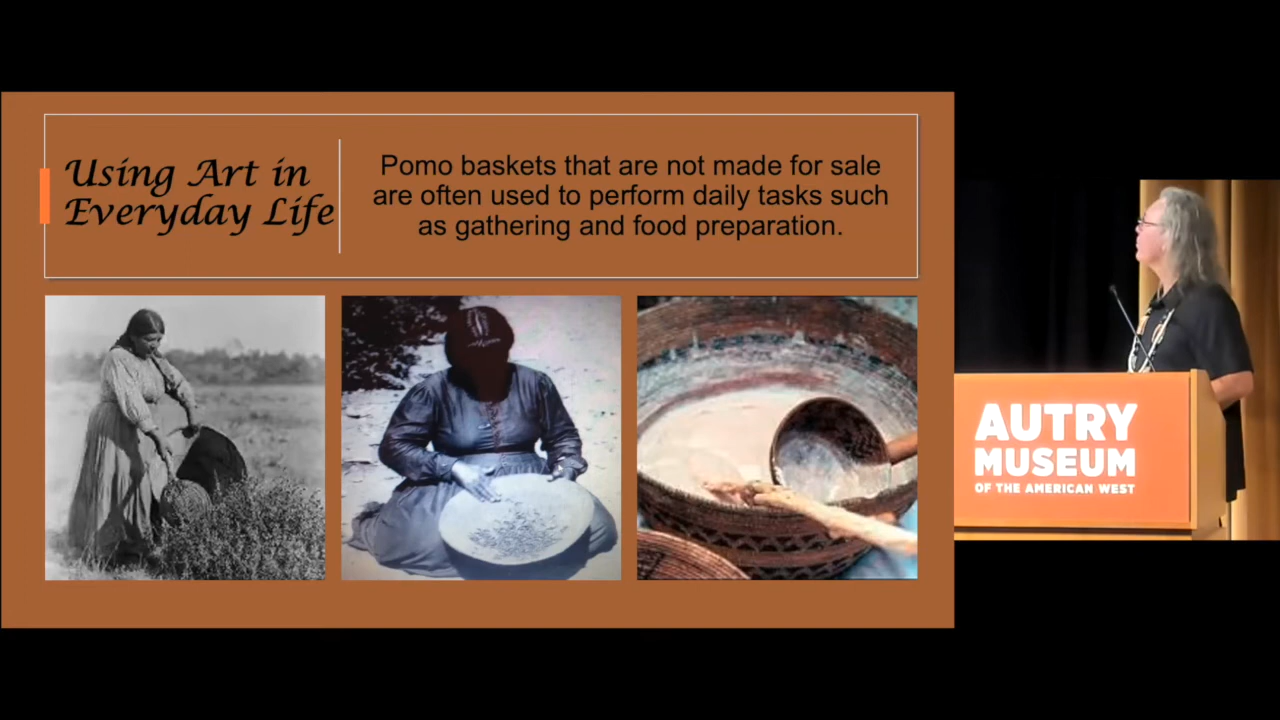 Using Art in
Everyday Life
Pomo baskets that are not made for sale
are often used to perform daily tasks such
as gathering and food preparation.
AUTRY
MUSEUM
OF THE AMERICAN WEST